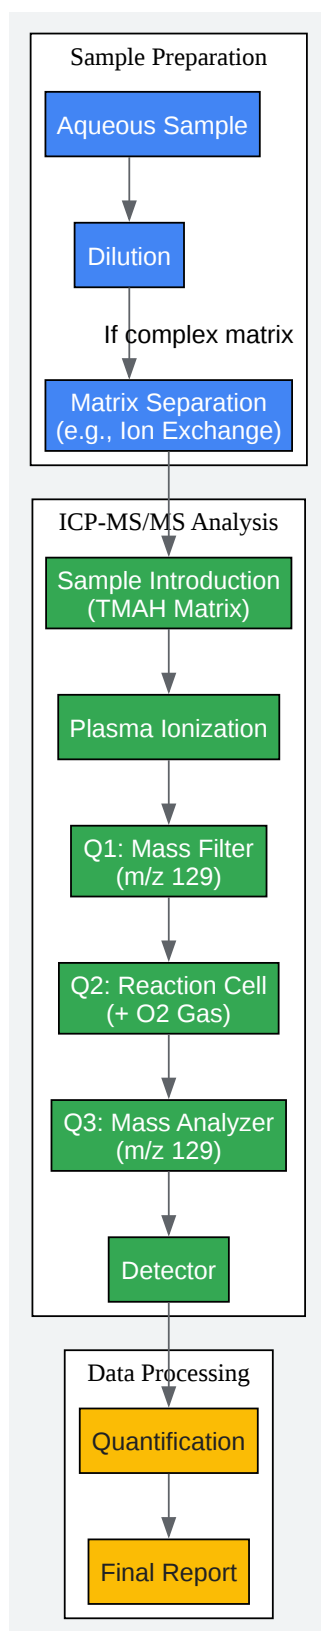 Sample Preparation
Aqueous Sample
Dilution
If complex matrix
Matrix Separation
(e.g., Ion Exchange)
ICP-MS/MS Analysis
Sample Introduction
(TMAH Matrix)
Plasma Ionization
Q1: Mass Filter
(m/z 129)
Q2: Reaction Cell
(+ O2 Gas)
Q3: Mass Analyzer
(m/z 129)
Detector
Data Processing
Quantification
Final Report